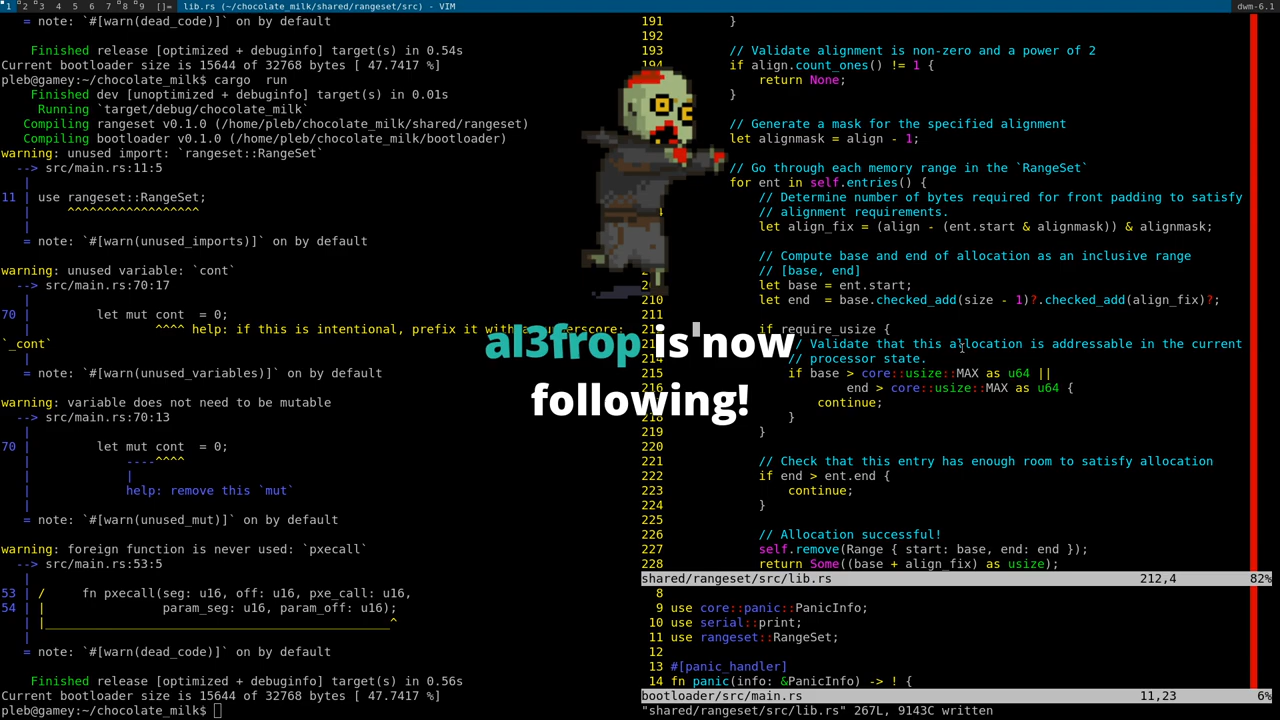 1 2 3 4 5 6 7 8 9 []= lib.rs (~/chocolate_milk/shared/rangeset/src) - VIM
dwm-6.1
= note: `#[warn(dead_code)]` on by default
Finished release [optimized + debuginfo] target(s) in 0.54s
Current bootloader size is 15644 of 32768 bytes [ 47.7417 %]
pleb@gamey:~/chocolate_milk$ cargo  run
Finished dev [unoptimized + debuginfo] target(s) in 0.01s
Running `target/debug/chocolate_milk`
Compiling rangeset v0.1.0 (/home/pleb/chocolate_milk/shared/rangeset)
Compiling bootloader v0.1.0 (/home/pleb/chocolate_milk/bootloader)
warning: unused import: `rangeset::RangeSet`
--> src/main.rs:11:5
|
11 | use rangeset::RangeSet;
|     ^^^^^^^^^^^^^^^^^^
|
= note: `#[warn(unused_imports)]` on by default
warning: unused variable: `cont`
--> src/main.rs:70:17
|
70 |         let mut cont  = 0;
|                 ^^^^ help: if this is intentional, prefix it with a underscore:
`_cont`
|
= note: `#[warn(unused_variables)]` on by default
warning: variable does not need to be mutable
--> src/main.rs:70:13
|
70 |         let mut cont  = 0;
|             ----^^^^
|             |
|             help: remove this `mut`
|
= note: `#[warn(unused_mut)]` on by default
warning: foreign function is never used: `pxecall`
--> src/main.rs:53:5
|
53 | /     fn pxecall(seg: u16, off: u16, pxe_call: u16,
54 | |                param_seg: u16, param_off: u16);
| |_______________________________________________^
|
= note: `#[warn(dead_code)]` on by default
Finished release [optimized + debuginfo] target(s) in 0.56s
Current bootloader size is 15644 of 32768 bytes [ 47.7417 %]
pleb@gamey:~/chocolate_milk$
191         }
192
193         // Validate alignment is non-zero and a power of 2
194         if align.count_ones() != 1 {
return None;
}
// Generate a mask for the specified alignment
let alignmask = align - 1;
// Go through each memory range in the `RangeSet`
for ent in self.entries() {
// Determine number of bytes required for front padding to satisfy
4             // alignment requirements.
let align_fix = (align - (ent.start & alignmask)) & alignmask;
// Compute base and end of allocation as an inclusive range
// [base, end]
let base = ent.start;
210             let end  = base.checked_add(size - 1)?.checked_add(align_fix)?;
211
if require_usize {
// Validate that this allocation is addressable in the current
214                 // processor state.
215                 if base > core::usize::MAX as u64 ||
216                         end > core::usize::MAX as u64 {
continue;
218                 }
219             }
220
221             // Check that this entry has enough room to satisfy allocation
222             if end > ent.end {
223                 continue;
224             }
225
226             // Allocation successful!
227             self.remove(Range { start: base, end: end });
228             return Some((base + align_fix) as usize);
shared/rangeset/src/lib.rs 212,4 82%
8
9 use core::panic::PanicInfo;
10 use serial::print;
11 use rangeset::RangeSet;
12
13 #[panic_handler]
14 fn panic(info: &PanicInfo) -> ! {
bootloader/src/main.rs 11,23 6%
"shared/rangeset/src/lib.rs" 267L, 9143C written
al3frop is now
following!